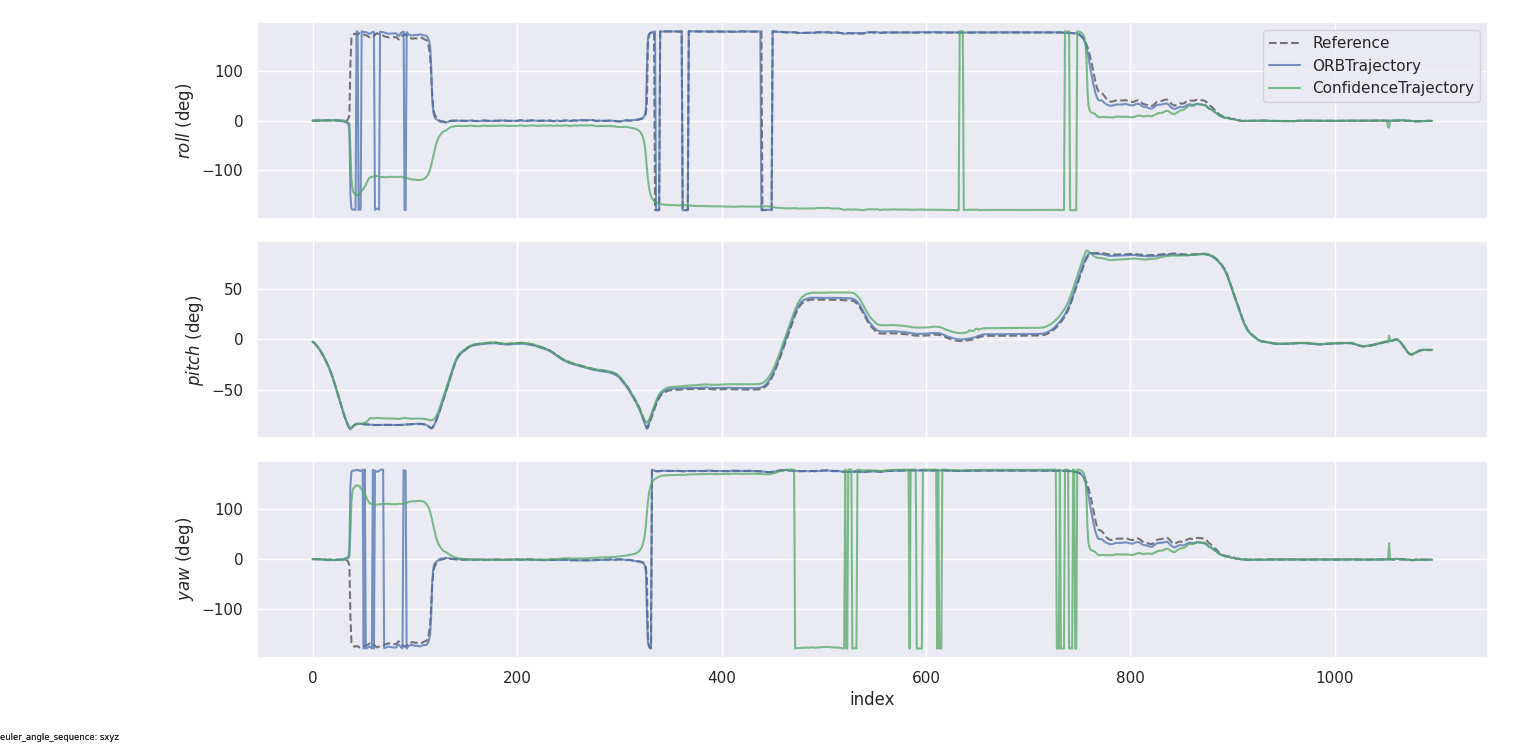 100
0
−100
roll (deg)
Reference
ORBTrajectory
ConfidenceTrajectory
50
0
−50
pitch (deg)
100
0
−100
yaw (deg)
0 200 400 600 800 1000
index
euler_angle_sequence: sxyz